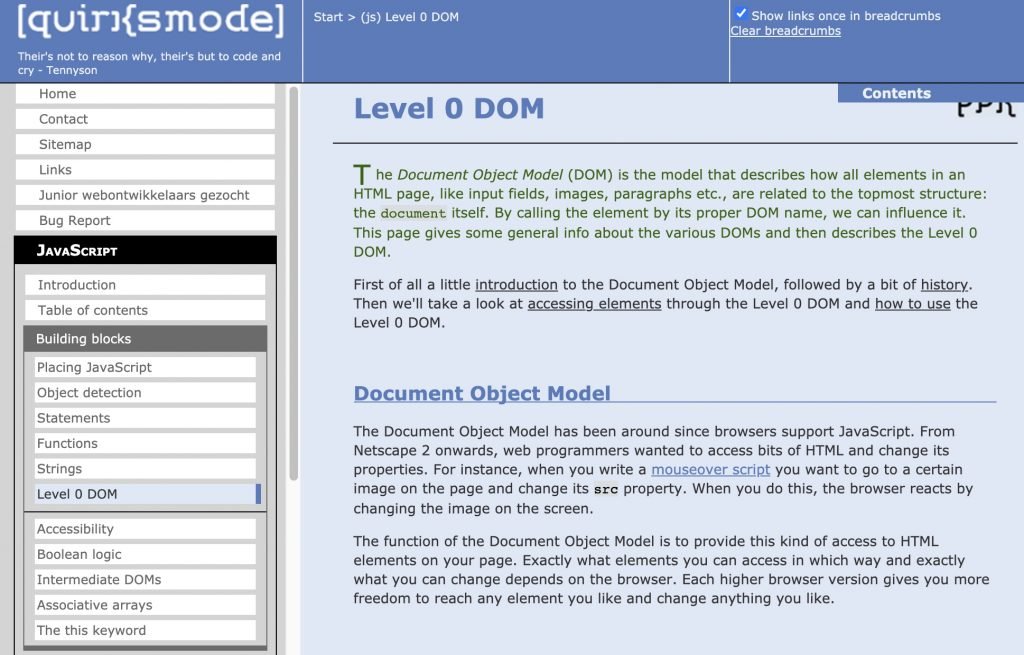 [quir}{smode]
Their's not to reason why, their's but to code and
cry - Tennyson
Start > (js) Level 0 DOM
Show links once in breadcrumbs
Clear breadcrumbs
Home
Contact
Sitemap
Links
Junior webontwikkelaars gezocht
Bug Report
JavaScript
Introduction
Table of contents
Building blocks
Placing JavaScript
Object detection
Statements
Functions
Strings
Level 0 DOM
Accessibility
Boolean logic
Intermediate DOMs
Associative arrays
The this keyword
Contents
Level 0 DOM
The Document Object Model (DOM) is the model that describes how all elements in an
HTML page, like input fields, images, paragraphs etc., are related to the topmost structure:
the document itself. By calling the element by its proper DOM name, we can influence it.
This page gives some general info about the various DOMs and then describes the Level 0
DOM.
First of all a little introduction to the Document Object Model, followed by a bit of history.
Then we'll take a look at accessing elements through the Level 0 DOM and how to use the
Level 0 DOM.
Document Object Model
The Document Object Model has been around since browsers support JavaScript. From
Netscape 2 onwards, web programmers wanted to access bits of HTML and change its
properties. For instance, when you write a mouseover script you want to go to a certain
image on the page and change its src property. When you do this, the browser reacts by
changing the image on the screen.
The function of the Document Object Model is to provide this kind of access to HTML
elements on your page. Exactly what elements you can access in which way and exactly
what you can change depends on the browser. Each higher browser version gives you more
freedom to reach any element you like and change anything you like.